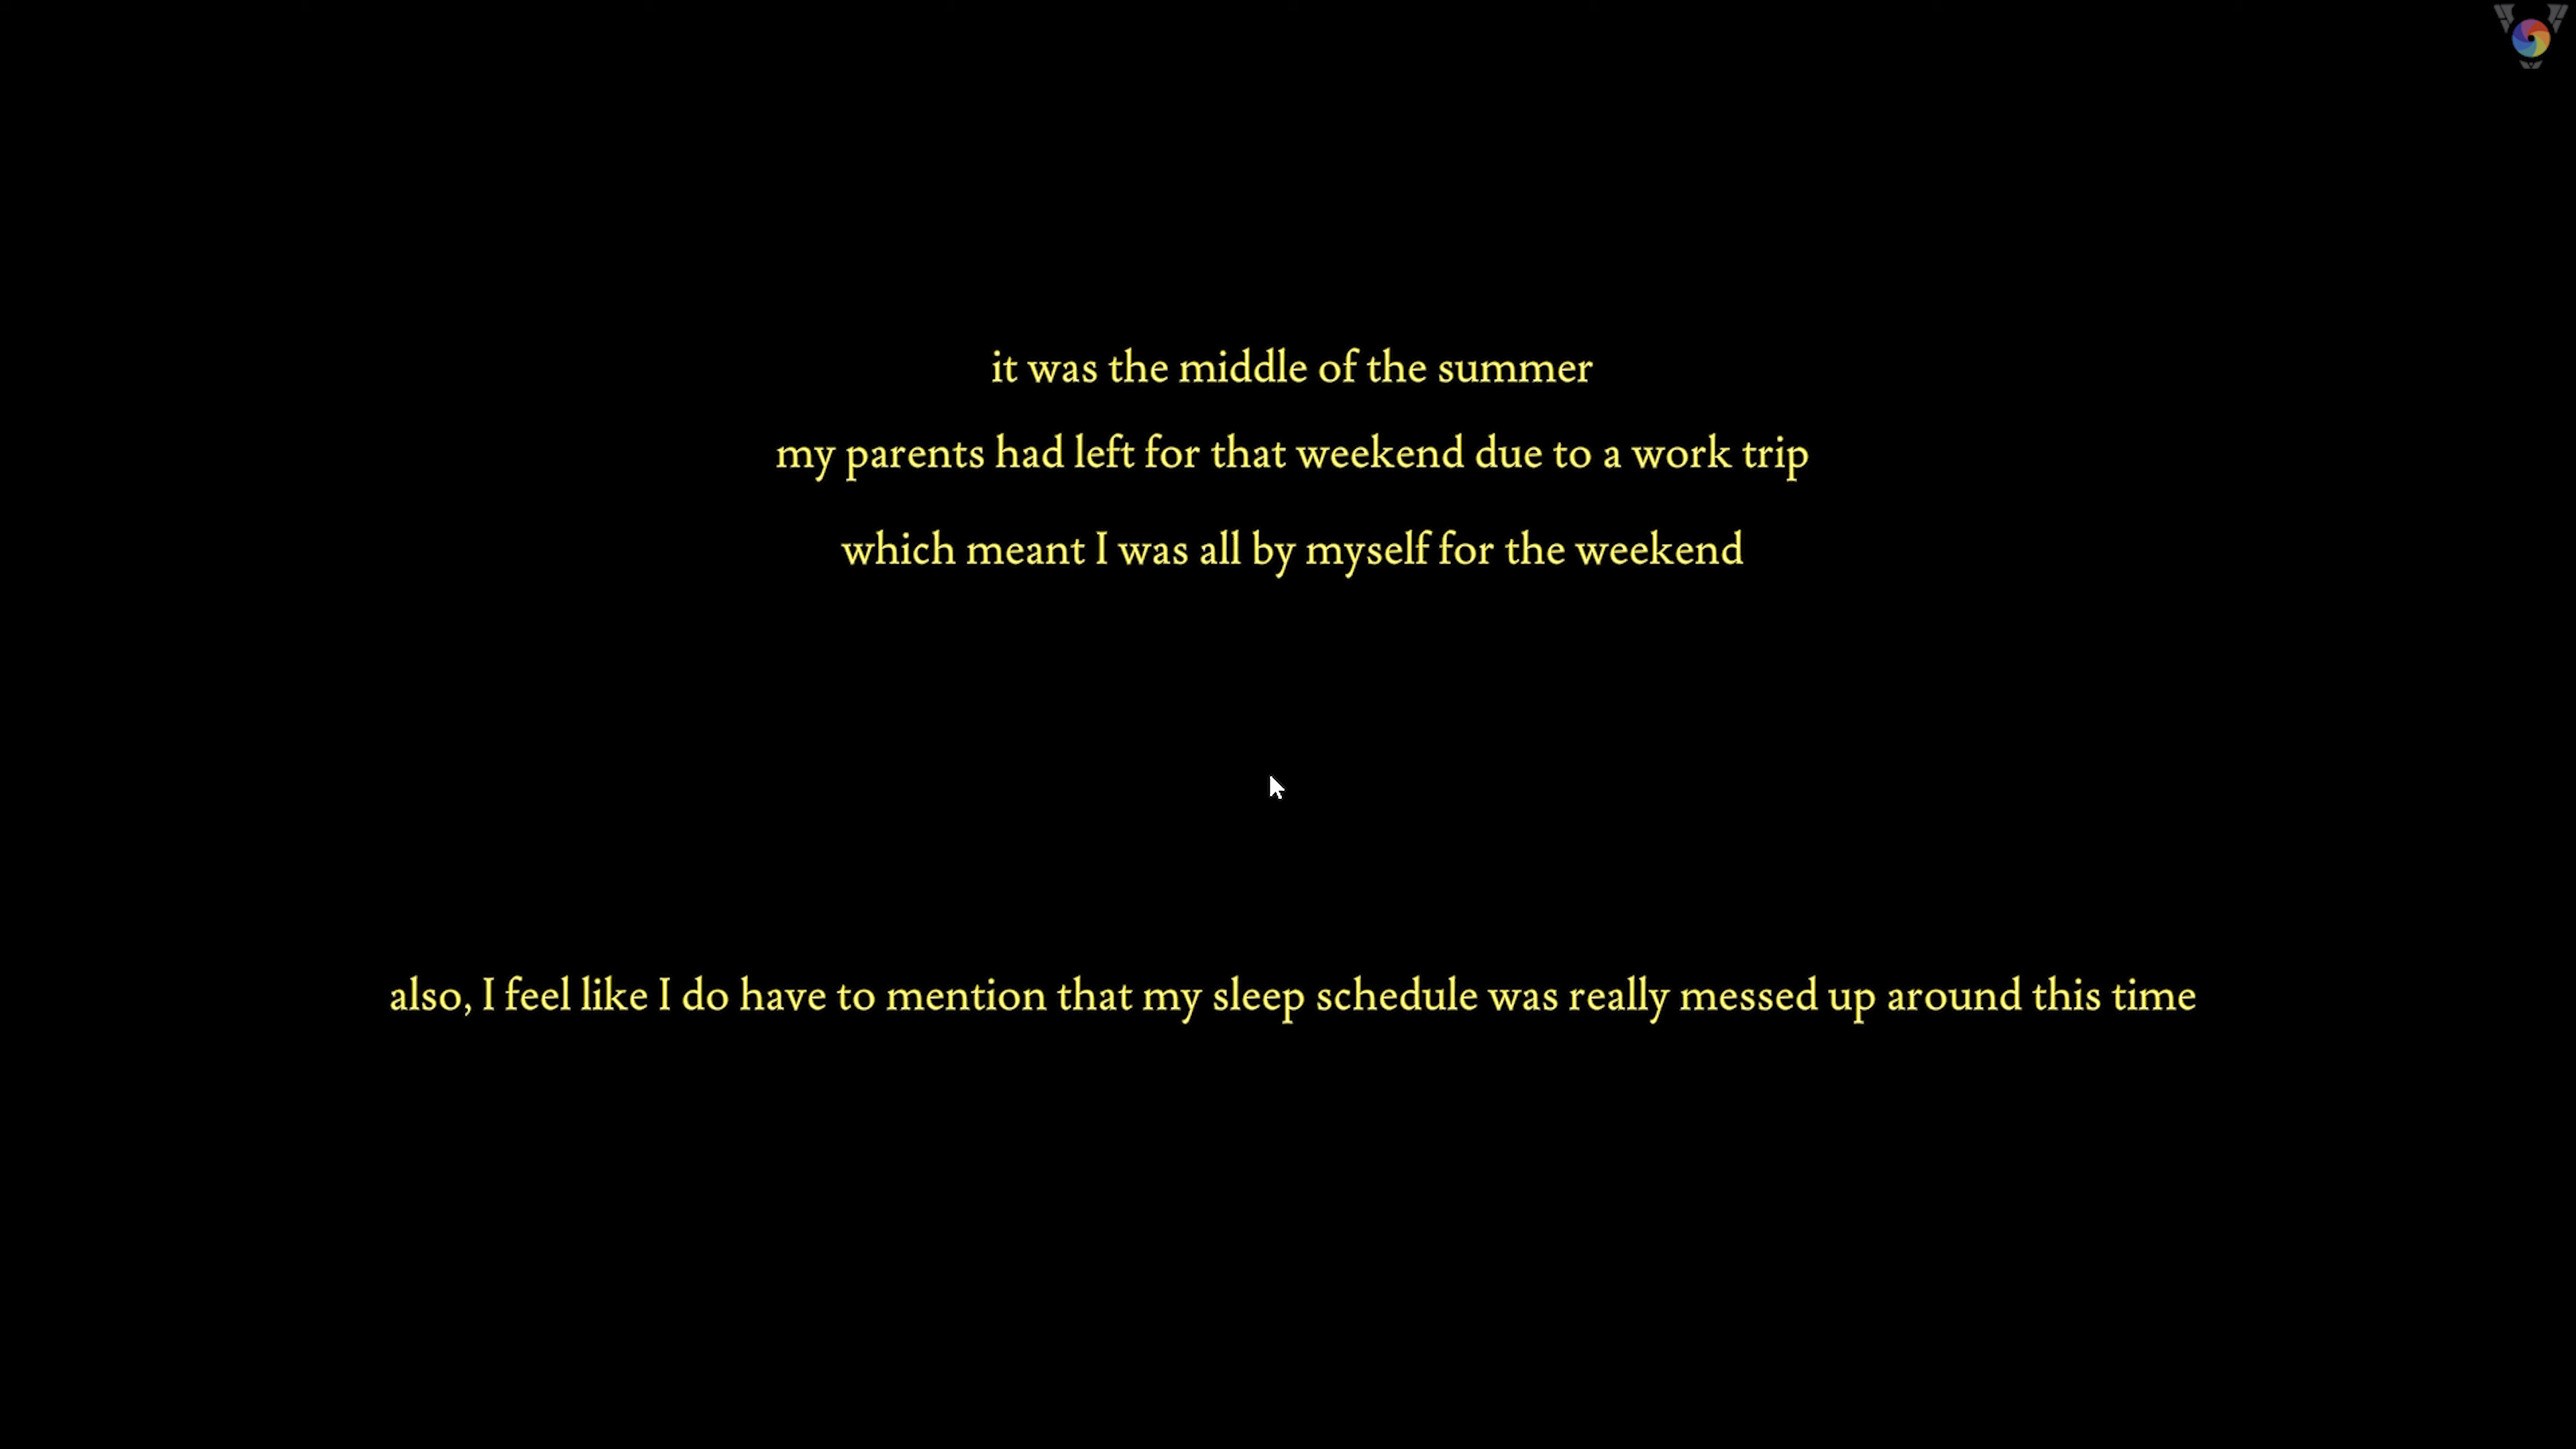 it was the middle of the summer
my parents had left for that weekend due to a work trip
which meant I was all by myself for the weekend
also, I feel like I do have to mention that my sleep schedule was really messed up around this time